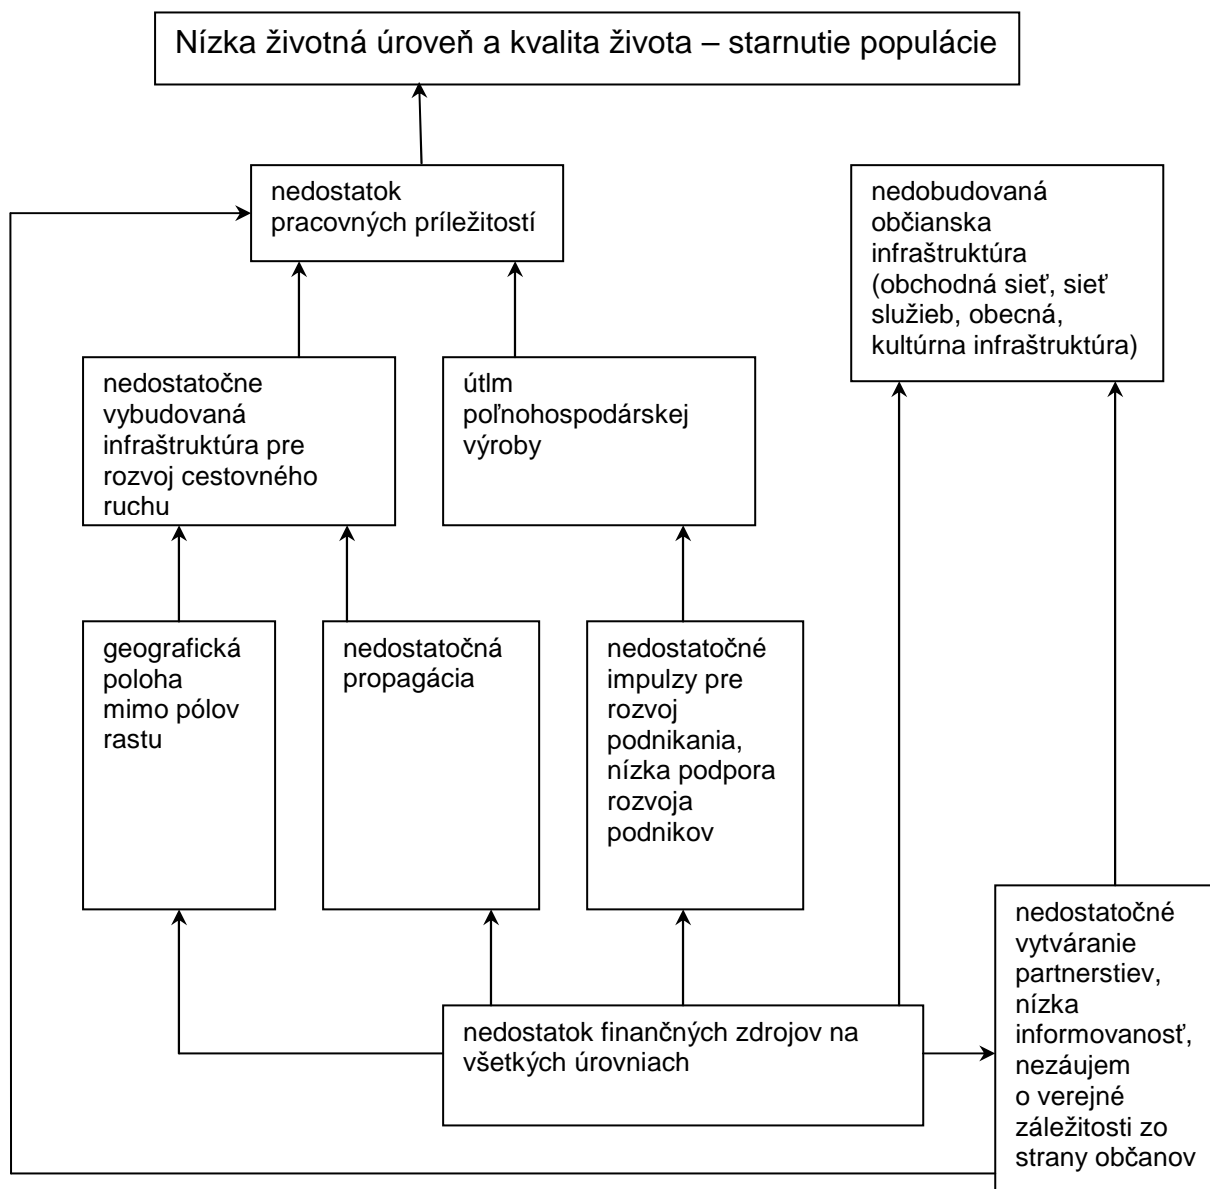 Nízka životná úroveň a kvalita života – starnutie populácie
nedostatok
pracovných príležitostí
nedobudovaná
občianska
infraštruktúra
(obchodná sieť, sieť
služieb, obecná,
kultúrna infraštruktúra)
nedostatočne
vybudovaná
infraštruktúra pre
rozvoj cestovného
ruchu
útlm
poľnohospodárskej
výroby
geografická
poloha
mimo pólov
rastu
nedostatočná
propagácia
nedostatočné
impulzy pre
rozvoj
podnikania,
nízka podpora
rozvoja
podnikov
nedostatočné
vytváranie
partnerstiev,
nízka
informovanosť,
nezáujem
o verejné
záležitosti zo
strany občanov
nedostatok finančných zdrojov na
všetkých úrovniach